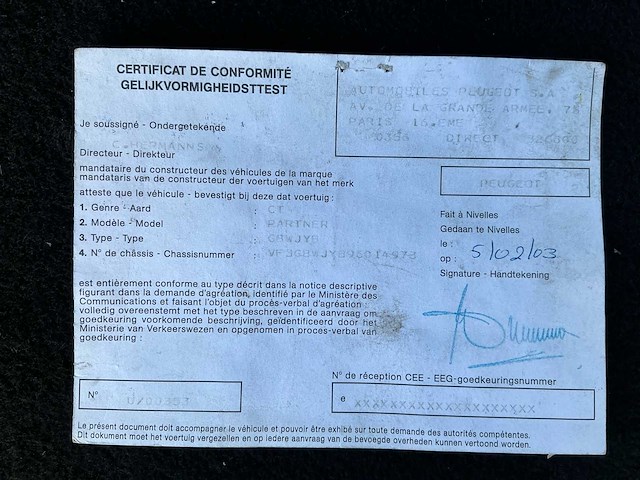 CERTIFICAT DE CONFORMITÉ
GELIJKVORMIGHEIDSTTEST
AUTOMOBILES PEUGEOT S.A.
AV. DE LA GRANDE ARMEE, 75
PARIS 16.EME
DIRECT
Je soussigné - Ondergetekende
C.HERMANNS
Directeur - Direkteur
mandataire du constructeur des véhicules de la marque
mandataris van de constructeur der voertuigen van het merk
PEUGEOT
atteste que le véhicule - bevestigt bij deze dat voertuig :
1. Genre - Aard : CT
2. Modèle - Model : PARTNER
3. Type - Type : GBWJYB
4. N° de châssis - Chassisnummer :
Fait à Nivelles
Gedaan te Nivelles
le :
op : 5/02/03
Signature - Handtekening
est entièrement conforme au type décrit dans la notice descriptive
figurant dans la demande d'agréation, identifié par le Ministère des
Communications et faisant l'objet du procès-verbal d'agréation :
volledig overeenstemt met het type beschreven in de aanvraag om
goedkeuring voorkomende beschrijving, geïdentificeerd door het
Ministerie van Verkeerswezen en opgenomen in proces-verbal van
goedkeuring :
N° de réception CEE - EEG-goedkeuringsnummer
N°
e XXXXXXXXXXXXXXXXXXX
Le présent document doit accompagner le véhicule et pouvoir être exhibé sur toute demande des autorités compétentes.
Dit document moet het voertuig vergezellen en op iedere aanvraag van de bevoegde overheden kunnen vertoond worden.